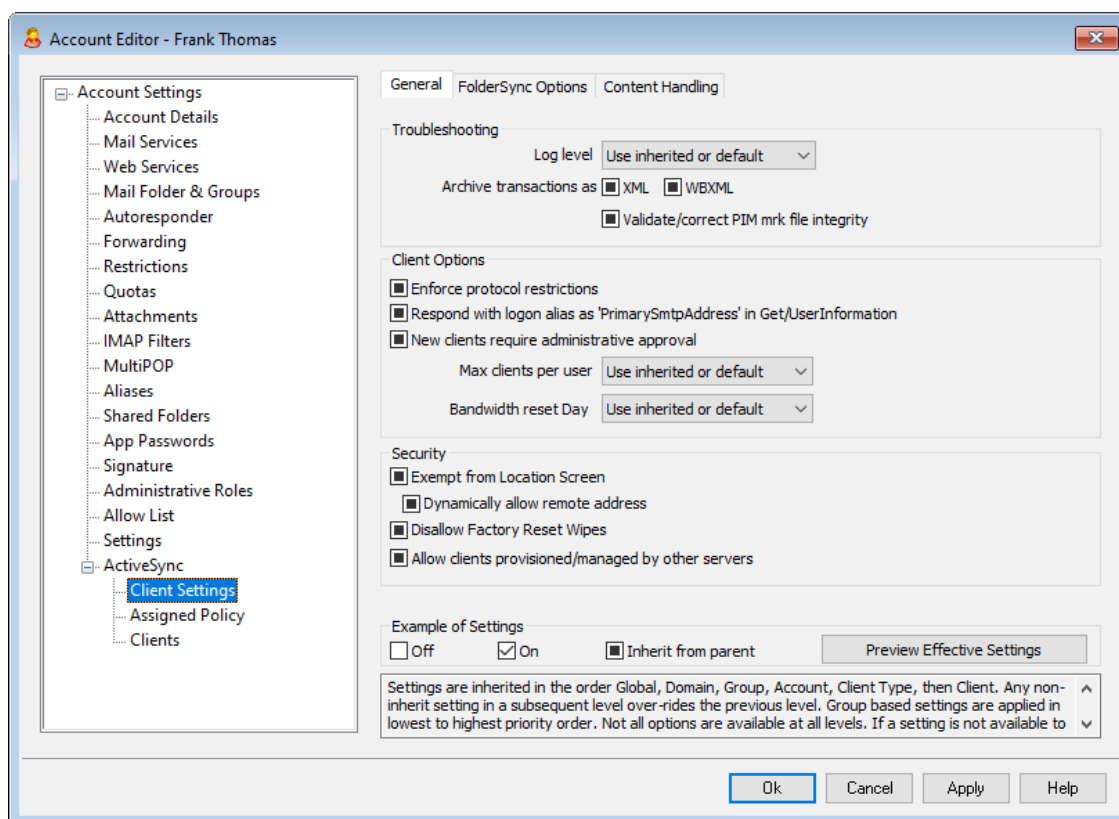 Account Editor - Frank Thomas
Account Settings
Account Details
Mail Services
Web Services
Mail Folder & Groups
Autoresponder
Forwarding
Restrictions
Quotas
Attachments
IMAP Filters
MultiPOP
Aliases
Shared Folders
App Passwords
Signature
Administrative Roles
Allow List
Settings
ActiveSync
Client Settings
Assigned Policy
Clients
General FolderSync Options Content Handling
Troubleshooting
Log level Use inherited or default
Archive transactions as XML WBXML
Validate/correct PIM mrk file integrity
Client Options
Enforce protocol restrictions
Respond with logon alias as 'PrimarySmtpAddress' in Get/UserInformation
New clients require administrative approval
Max clients per user Use inherited or default
Bandwidth reset Day Use inherited or default
Security
Exempt from Location Screen
Dynamically allow remote address
Disallow Factory Reset Wipes
Allow clients provisioned/managed by other servers
Example of Settings
Off On Inherit from parent Preview Effective Settings
Settings are inherited in the order Global, Domain, Group, Account, Client Type, then Client. Any non-
inherit setting in a subsequent level over-rides the previous level. Group based settings are applied in
lowest to highest priority order. Not all options are available at all levels. If a setting is not available to
Ok Cancel Apply Help